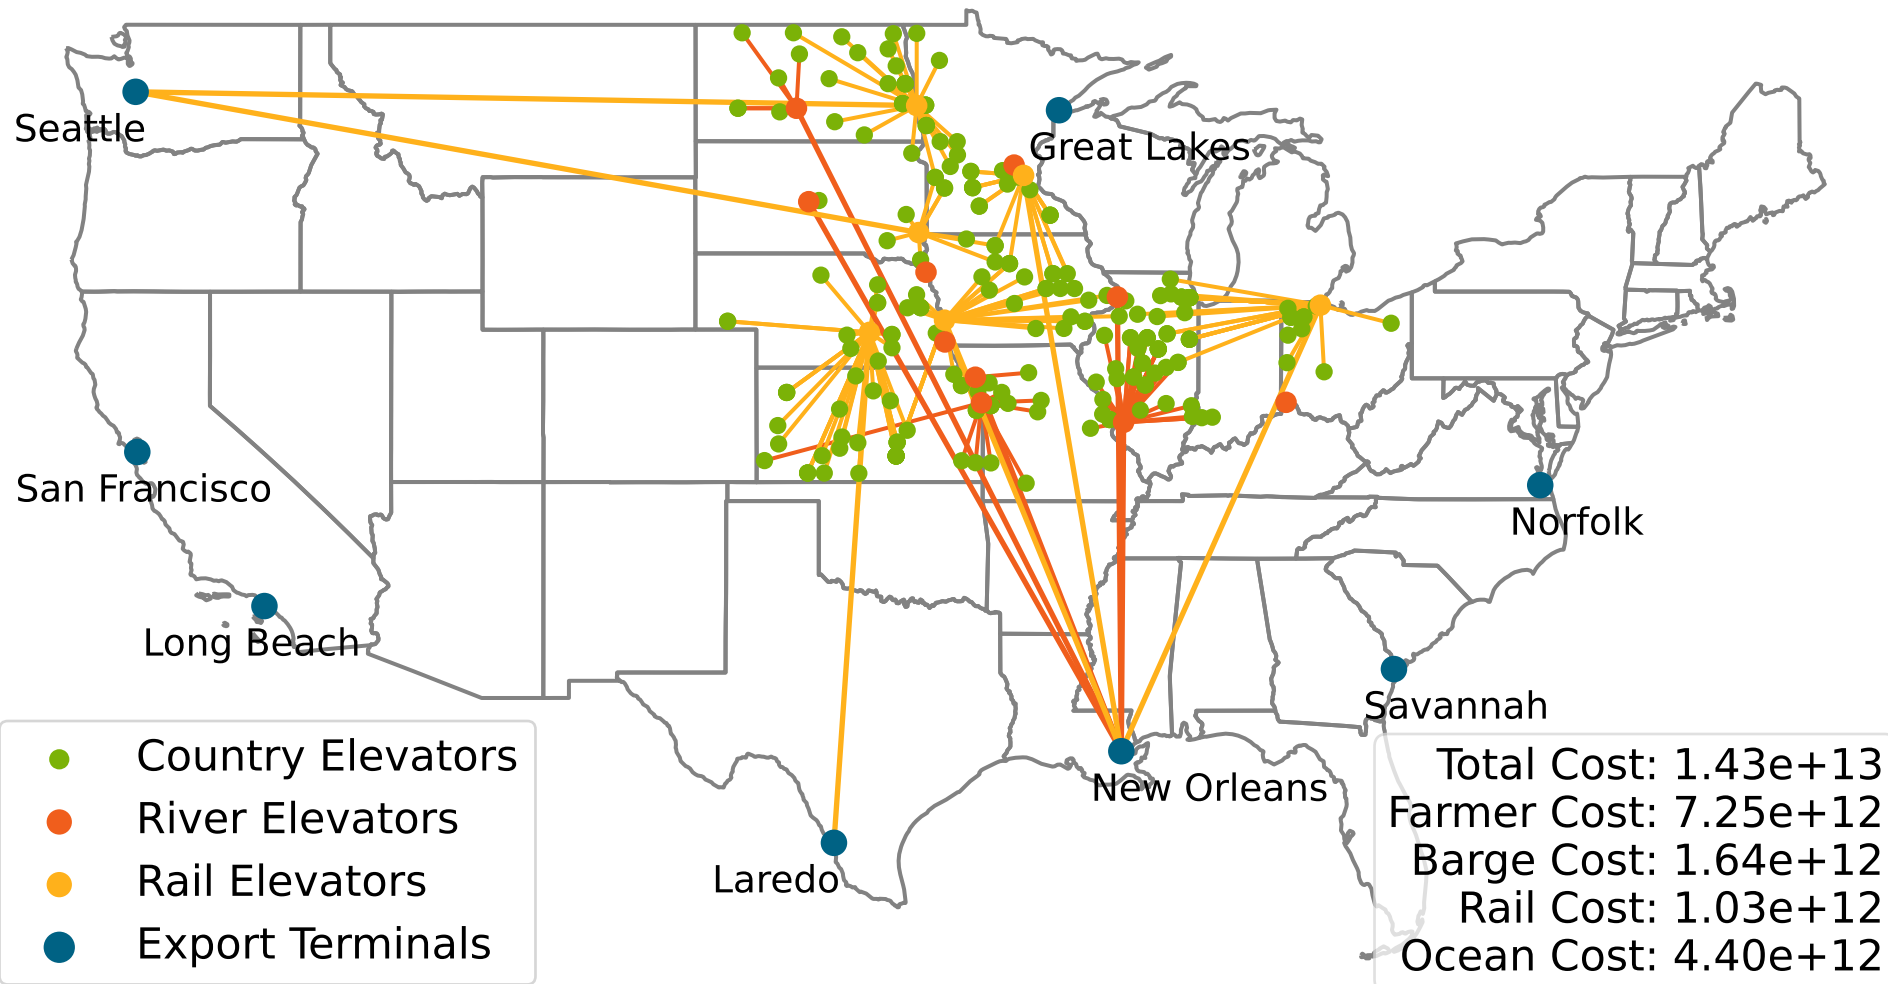 Seattle
Great Lakes
San Francisco
Norfolk
Long Beach
Savannah
New Orleans
Laredo
Country Elevators
River Elevators
Rail Elevators
Export Terminals
Total Cost: 1.43e+13
Farmer Cost: 7.25e+12
Barge Cost: 1.64e+12
Rail Cost: 1.03e+12
Ocean Cost: 4.40e+12